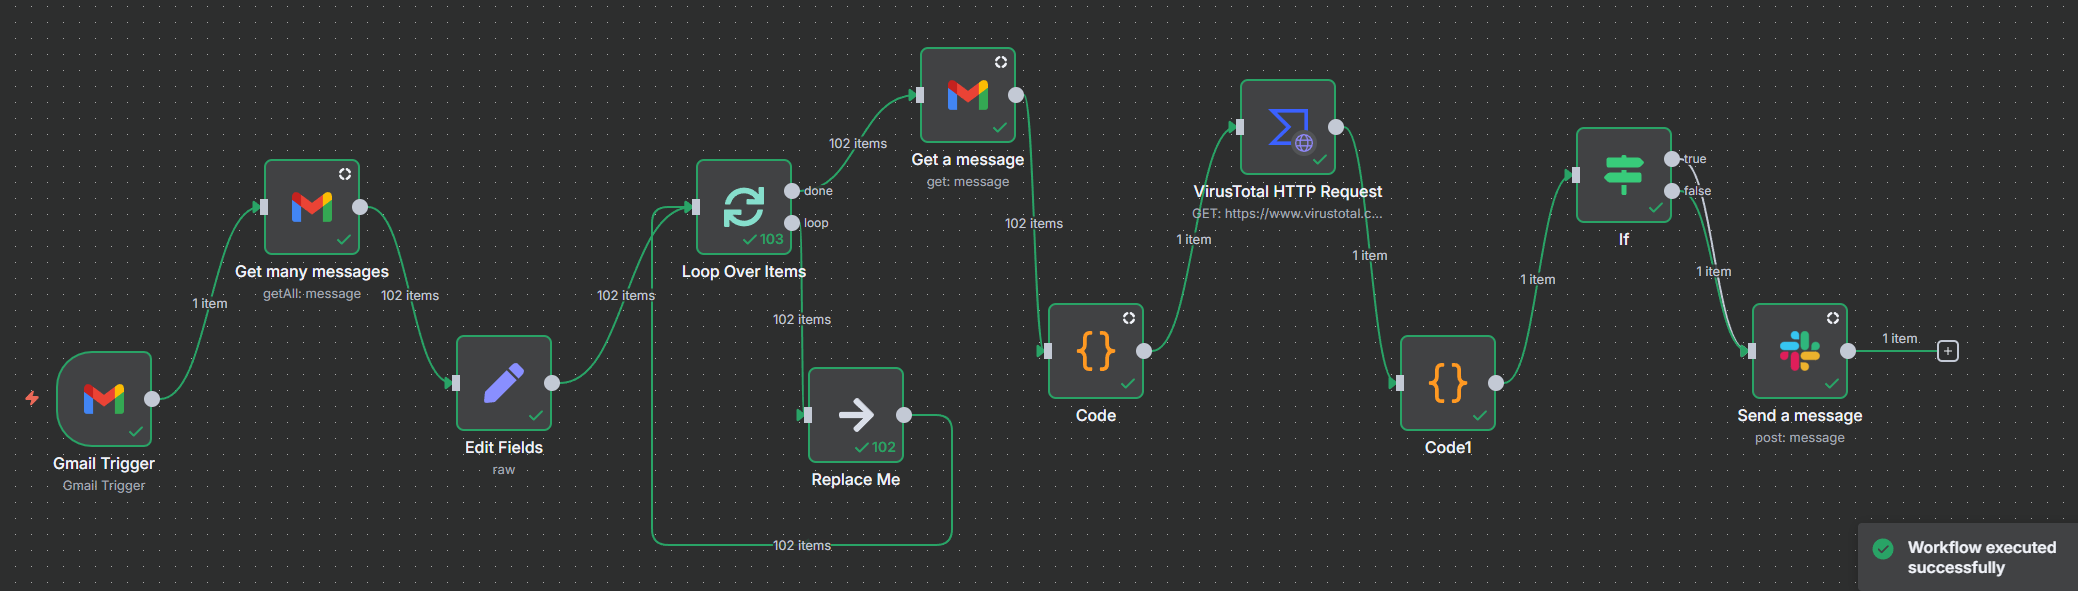 Gmail Trigger
Gmail Trigger
1 item
Get many messages
getAll: message
102 items
Edit Fields
raw
102 items
103
Loop Over Items
done
loop
102 items
102 items
102
Replace Me
102 items
Get a message
get: message
102 items
Code
1 item
VirusTotal HTTP Request
GET: https://www.virustotal.c...
1 item
Code1
1 item
If
true
false
1 item
Send a message
post: message
1 item
Workflow executed
successfully